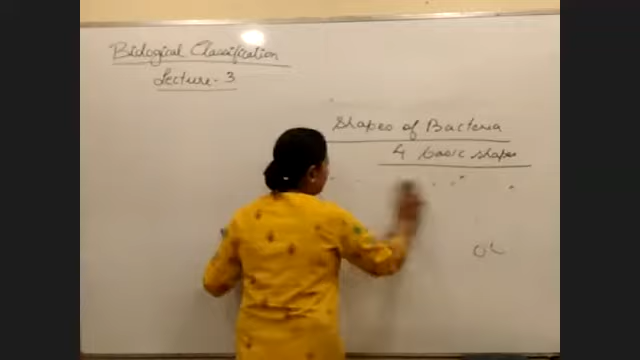 Biological Classification
Lecture-3
Shapes of Bacteria
4 basic shapes